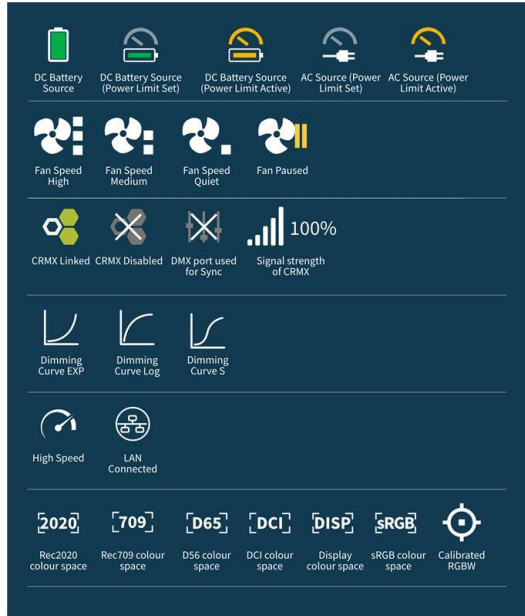 DC Battery
Source
DC Battery Source
(Power Limit Set)
DC Battery Source
(Power Limit Active)
AC Source (Power
Limit Set)
AC Source (Power
Limit Active)
Fan Speed
High
Fan Speed
Medium
Fan Speed
Quiet
Fan Paused
100%
CRMX Linked
CRMX Disabled
DMX port used
for Sync
Signal strength
of CRMX
Dimming
Curve EXP
Dimming
Curve Log
Dimming
Curve S
High Speed
LAN
Connected
2020
709
D65
DCI
DISP
sRGB
Rec2020
colour space
Rec709 colour
space
D56 colour
space
DCI colour
space
Display
colour space
sRGB colour
space
Calibrated
RGBW